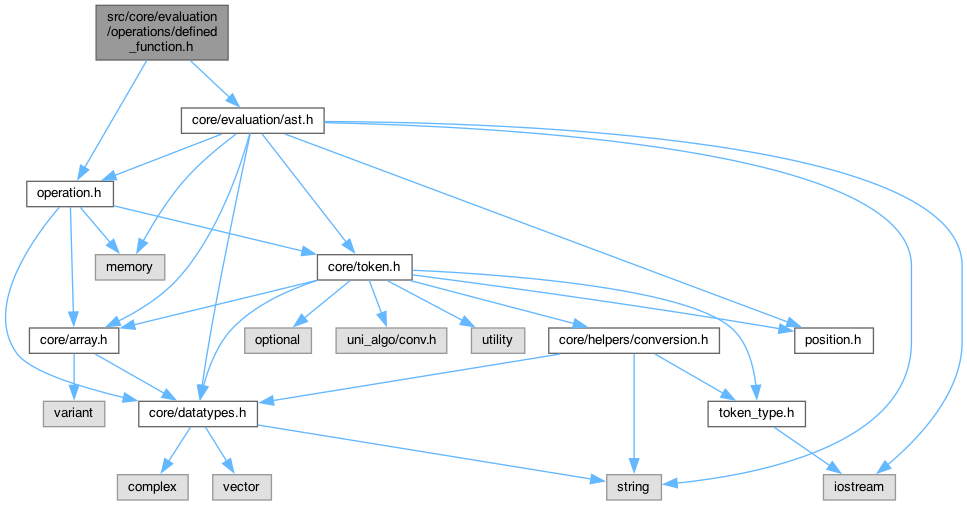 src/core/evaluation
/operations/defined
_function.h
core/evaluation/ast.h
operation.h
memory
core/token.h
core/array.h
optional
uni_algo/conv.h
utility
core/helpers/conversion.h
position.h
variant
core/datatypes.h
token_type.h
complex
vector
string
iostream